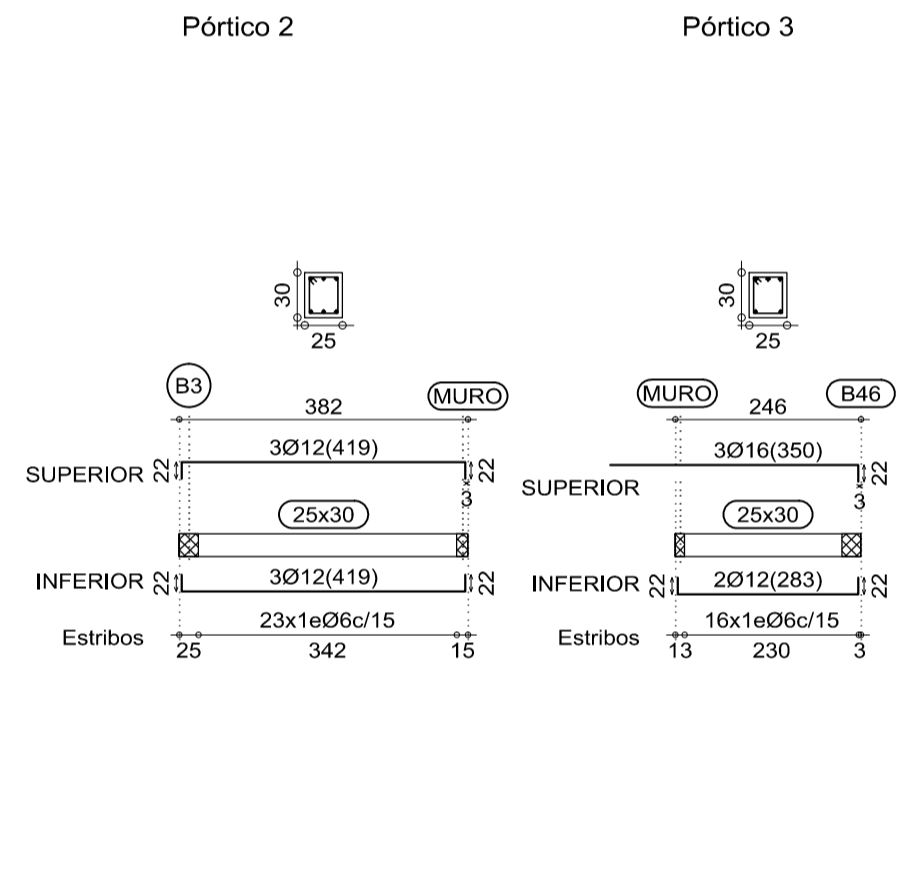 Pórtico 2
30
25
B3
MURO
382
3Ø12(419)
SUPERIOR
22
22
3
25x30
INFERIOR
22
3Ø12(419)
22
23x1eØ6c/15
Estribos
25
342
15
Pórtico 3
30
25
MURO
B46
246
3Ø16(350)
SUPERIOR
22
3
25x30
INFERIOR
22
2Ø12(283)
22
16x1eØ6c/15
Estribos
13
230
3